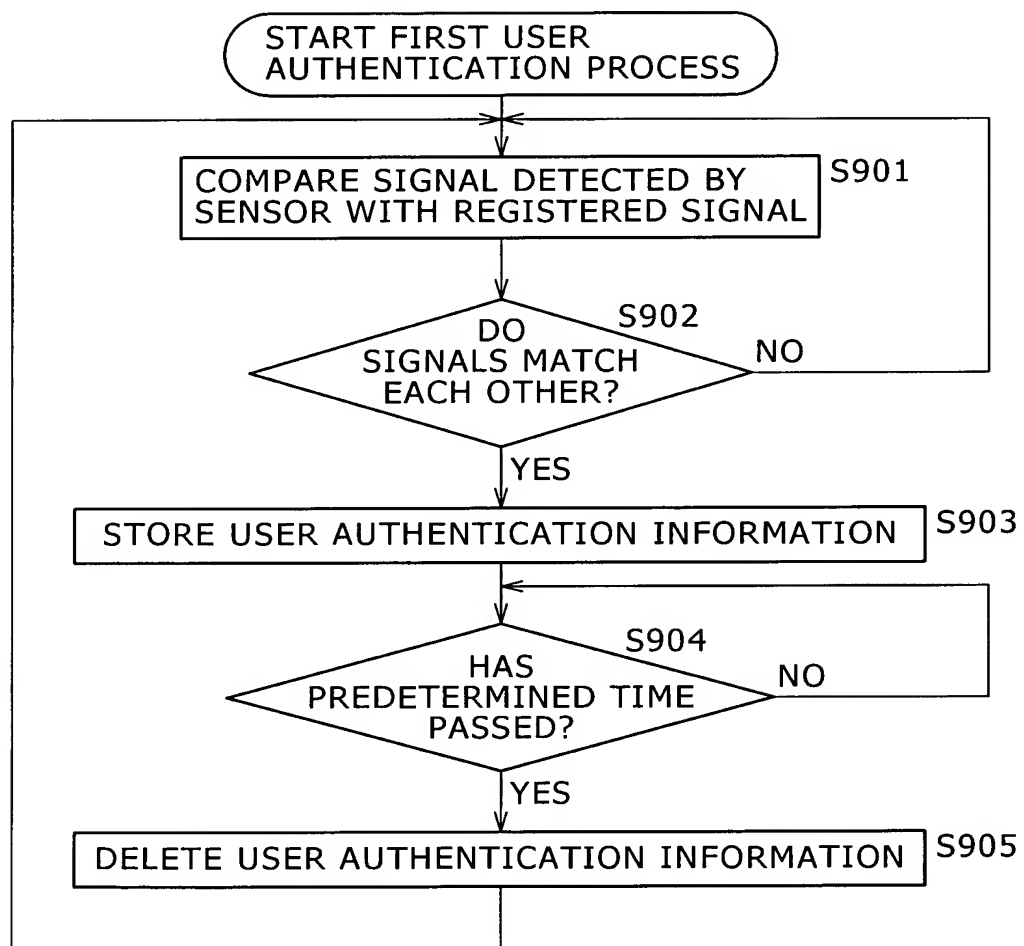 START FIRST USER
AUTHENTICATION PROCESS
COMPARE SIGNAL DETECTED BY
SENSOR WITH REGISTERED SIGNAL
S901
DO
SIGNALS MATCH
EACH OTHER?
S902
NO
YES
STORE USER AUTHENTICATION INFORMATION
S903
HAS
PREDETERMINED TIME
PASSED?
S904
NO
YES
DELETE USER AUTHENTICATION INFORMATION
S905